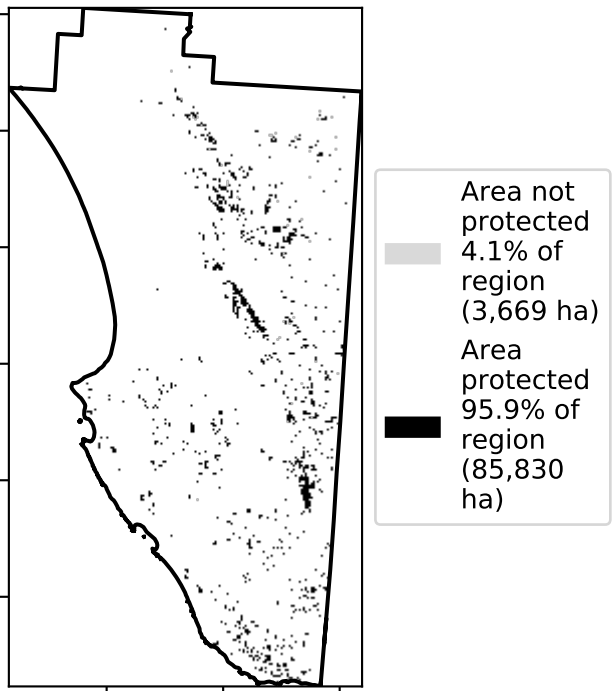 Area not
protected
4.1% of
region
(3,669 ha)
Area
protected
95.9% of
region
(85,830
ha)